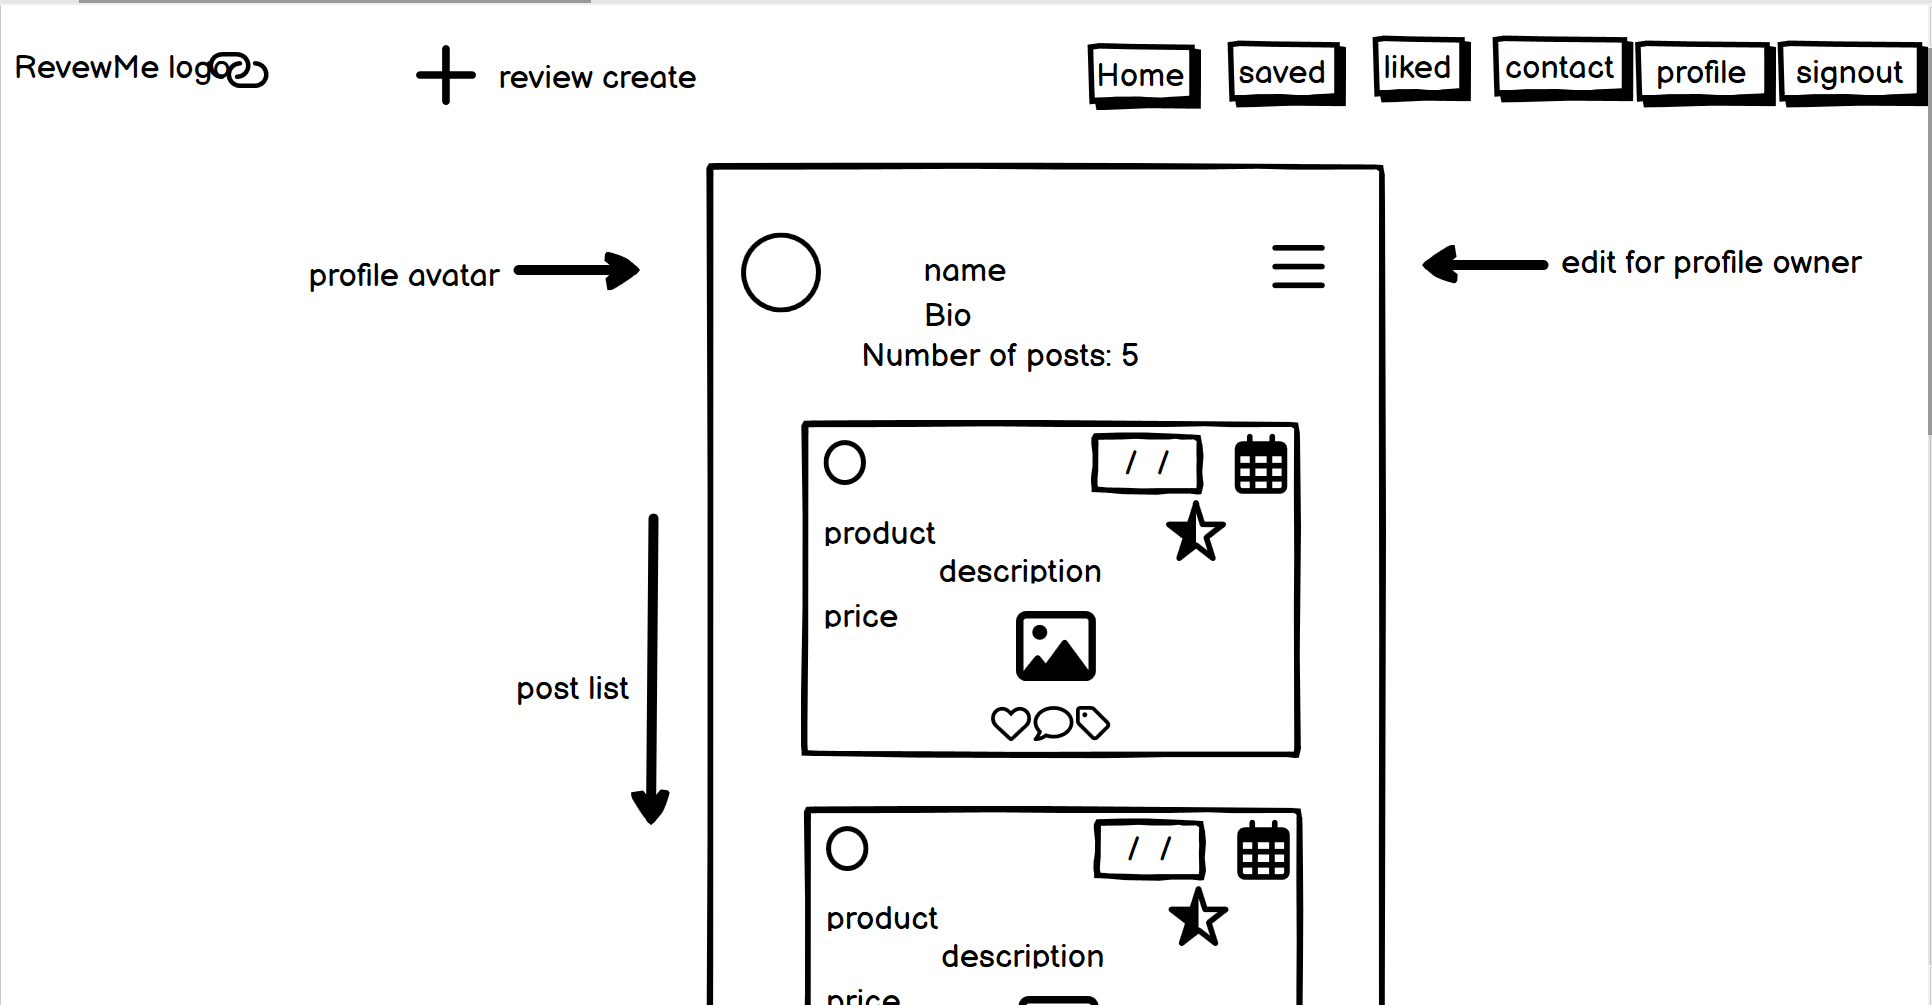 RevewMe logo
review create
Home
saved
liked
contact
profile
signout
profile avatar
name
edit for profile owner
Bio
Number of posts: 5
/ /
product
description
price
post list
/ /
product
description
price